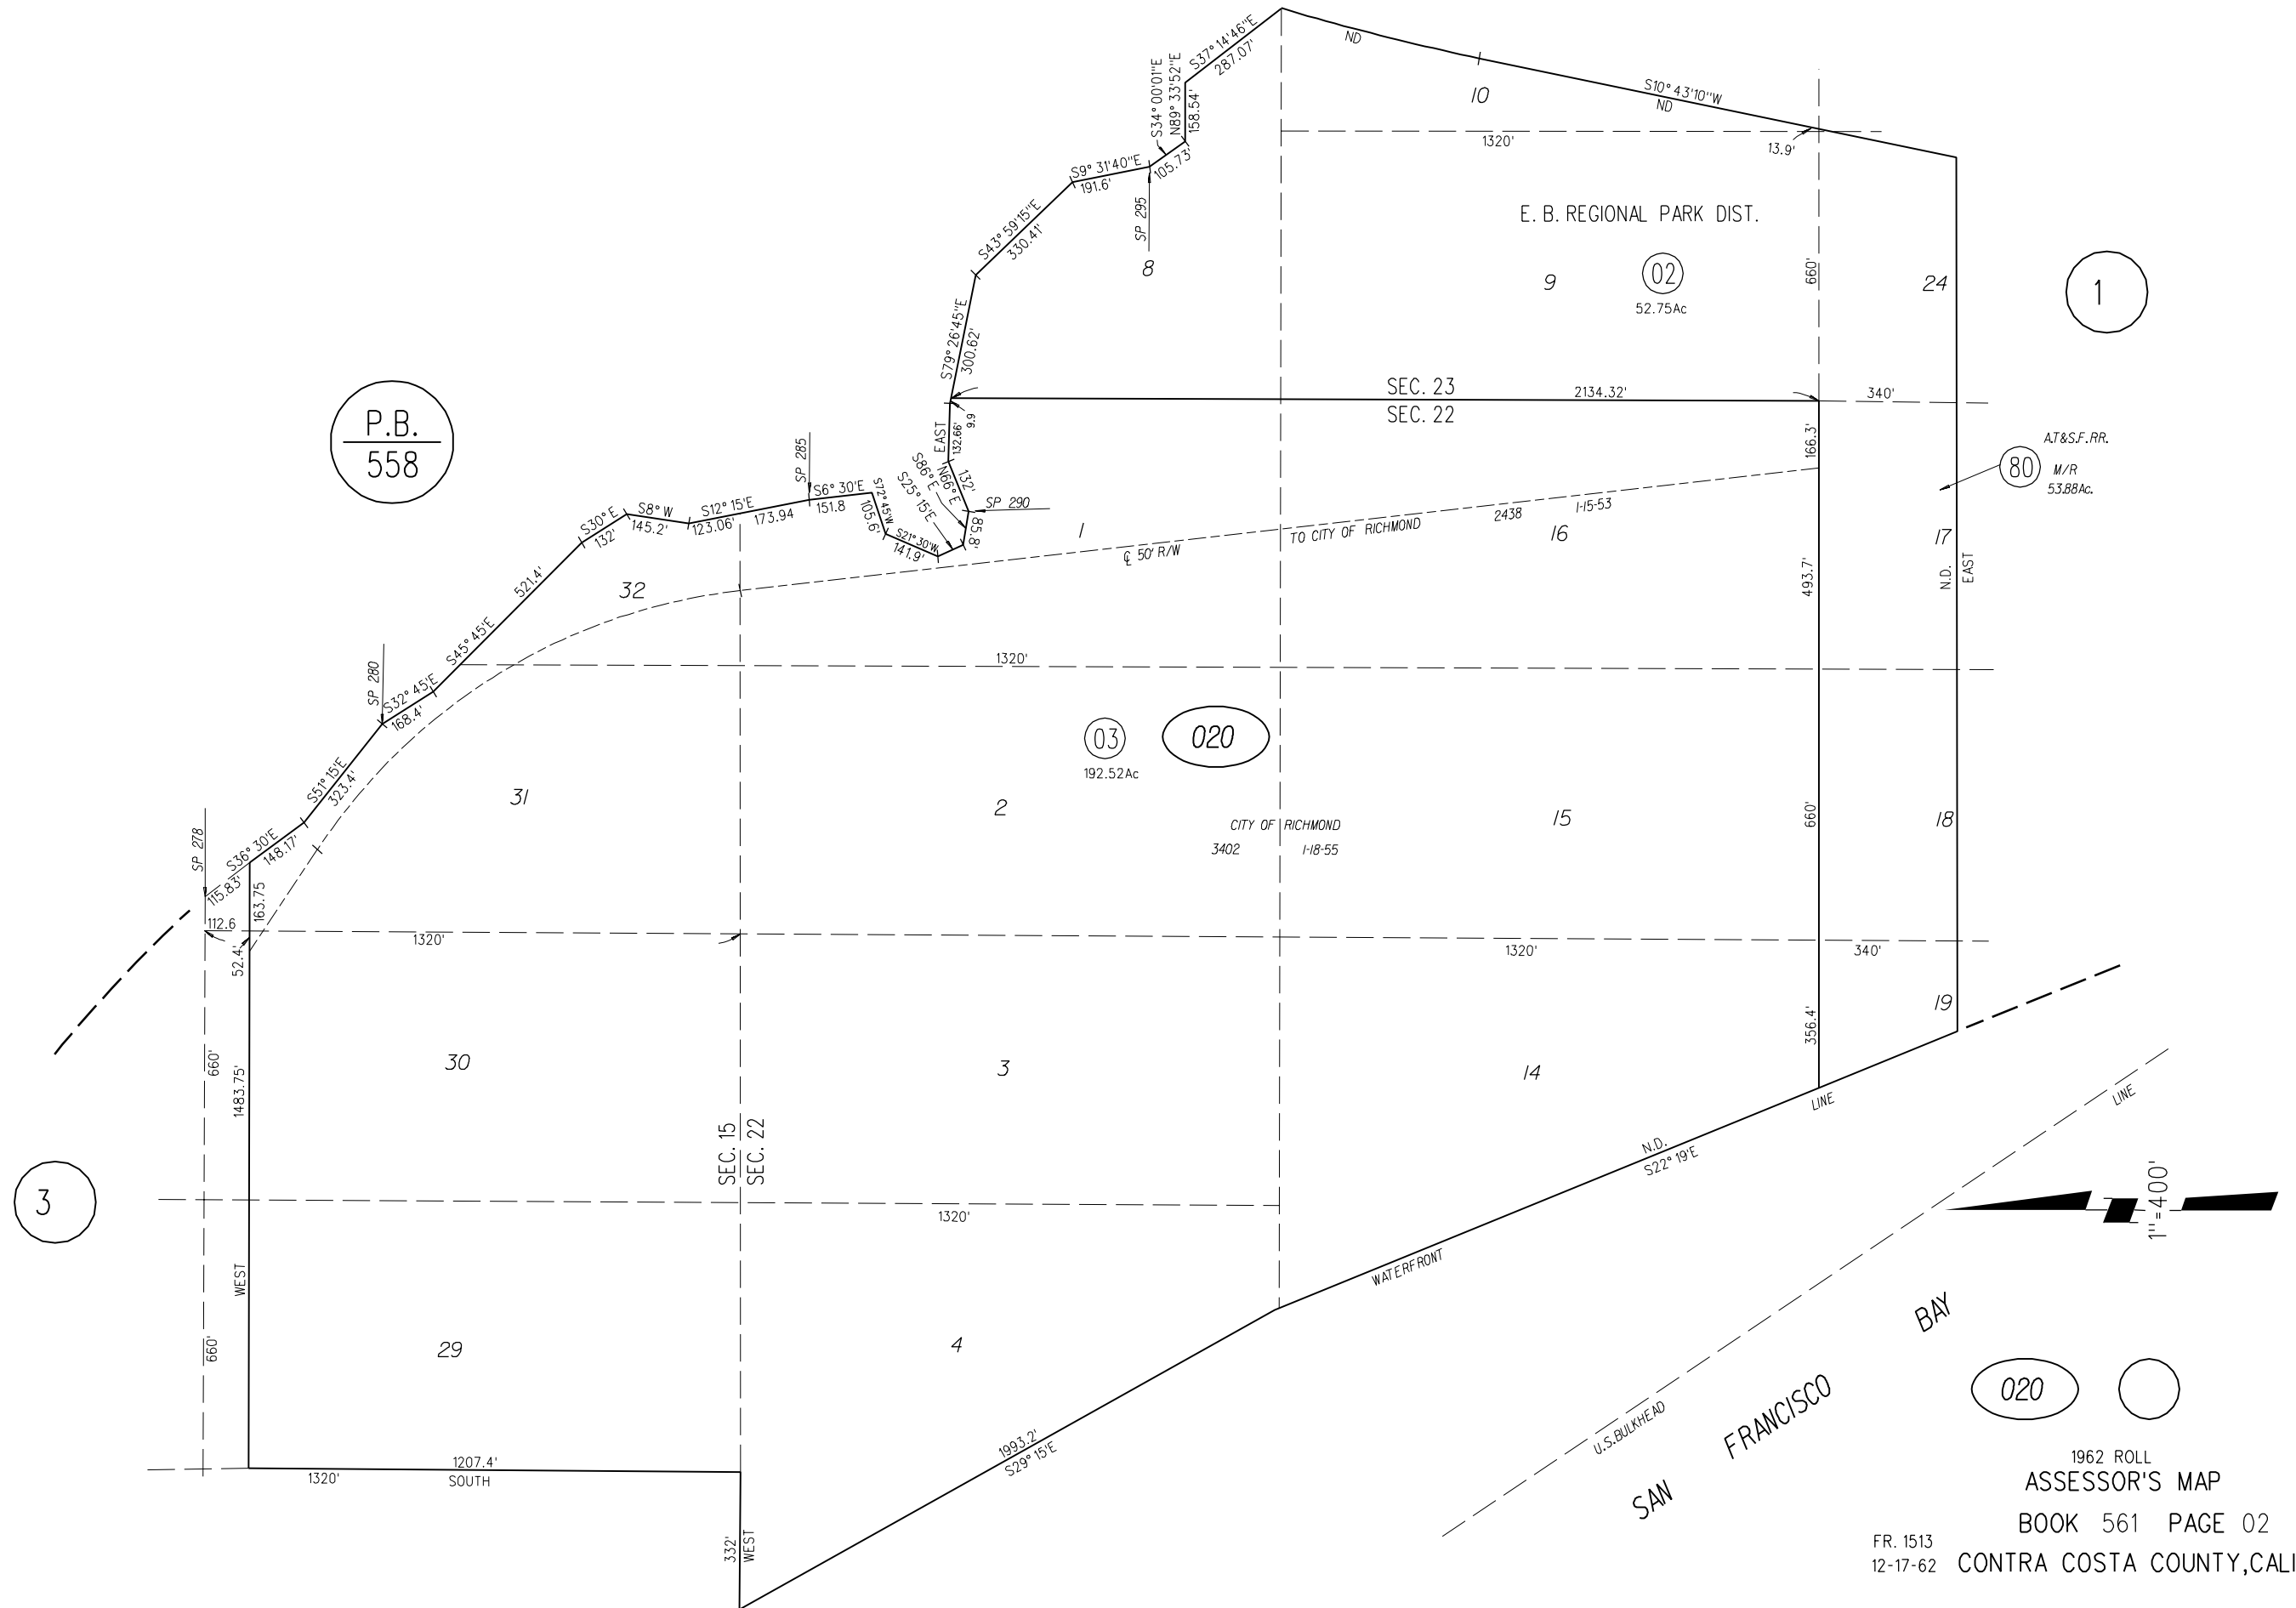 S37° 14'46"E
287.07'
ND
S34° 00'01"E
N89° 33'52"E
158.54'
105.73'
10
S10° 43'10"W
ND
1320'
13.9'
S9° 31'40"E
191.6'
SP 295
S43° 59'15"E
330.41'
8
E. B. REGIONAL PARK DIST.
9
02
52.75Ac
660'
24
1
S79° 26'45"E
300.62'
SEC. 23
2134.32'
340'
SEC. 22
P.B.
558
EAST
132.66'
9.9
166.3'
A.T&S.F. RR.
80
M/R
53.88Ac.
SP 285
S86° E
N66° E
132'
S25° 15'E
SP 290
85.8'
S30° E
132'
S8° W
145.2'
S12° 15'E
123.06'
173.94
S6° 30'E
151.8
S72° 45'W
105.6'
S21° 30'W
141.9'
1
℄ 50' R/W
TO CITY OF RICHMOND
2438
1-15-53
16
17
N.D.
EAST
493.7'
521.4'
S45° 45'E
32
SP 280
S32° 45'E
168.4'
1320'
03
020
192.52Ac
S51° 15'E
323.4'
31
2
CITY OF RICHMOND
3402
1-18-55
15
660'
18
SP 278
S36° 30'E
148.17'
115.83'
163.75
112.6
52.4'
1320'
1320'
340'
19
356.4'
660'
1483.75'
30
3
14
LINE
LINE
SEC. 15
SEC. 22
N.D.
S22° 19'E
3
1320'
1"=400'
WEST
WATERFRONT
660'
29
4
BAY
FRANCISCO
SAN
U.S.BULKHEAD
1993.2'
S29° 15'E
1207.4'
1320'
SOUTH
332'
WEST
020
1962 ROLL
ASSESSOR'S MAP
BOOK 561 PAGE 02
FR. 1513
12-17-62 CONTRA COSTA COUNTY,CALI